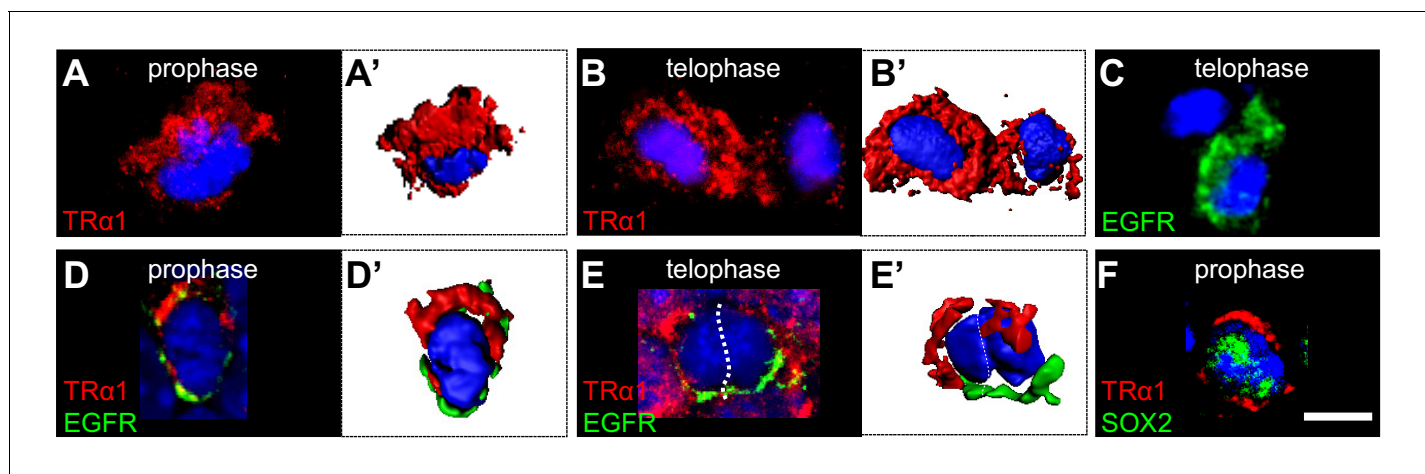 A prophase
TRα1
A’
B telophase
TRα1
B’
C telophase
EGFR
D prophase
TRα1
EGFR
D’
E telophase
TRα1
EGFR
E’
F prophase
TRα1
SOX2